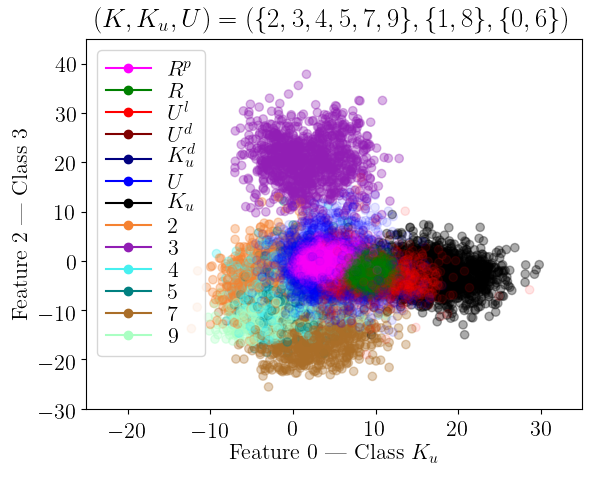 (K, K_u, U) = ({2, 3, 4, 5, 7, 9}, {1, 8}, {0, 6})
Feature 2 — Class 3
40
30
20
10
0
−10
−20
−30
R^p
R
U^l
U^d
K_u^d
U
K_u
2
3
4
5
7
9
−20 −10 0 10 20 30
Feature 0 — Class K_u